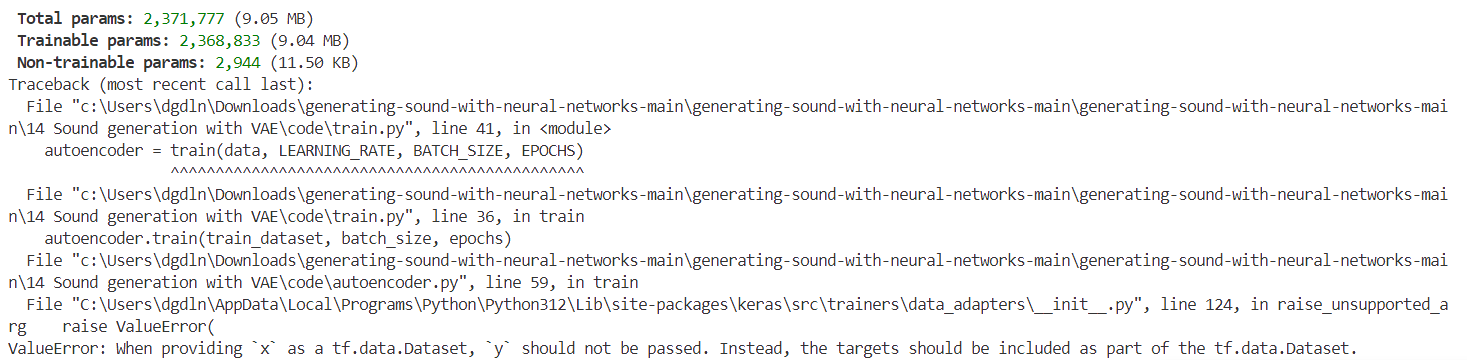 Total params: 2,371,777 (9.05 MB)
Trainable params: 2,368,833 (9.04 MB)
Non-trainable params: 2,944 (11.50 KB)
Traceback (most recent call last):
  File "c:\Users\dgdln\Downloads\generating-sound-with-neural-networks-main\generating-sound-with-neural-networks-main\generating-sound-with-neural-networks-mai
n\14 Sound generation with VAE\code\train.py", line 41, in <module>
    autoencoder = train(data, LEARNING_RATE, BATCH_SIZE, EPOCHS)
                  ^^^^^^^^^^^^^^^^^^^^^^^^^^^^^^^^^^^^^^^^^^^^^^
  File "c:\Users\dgdln\Downloads\generating-sound-with-neural-networks-main\generating-sound-with-neural-networks-main\generating-sound-with-neural-networks-mai
n\14 Sound generation with VAE\code\train.py", line 36, in train
    autoencoder.train(train_dataset, batch_size, epochs)
  File "c:\Users\dgdln\Downloads\generating-sound-with-neural-networks-main\generating-sound-with-neural-networks-main\generating-sound-with-neural-networks-mai
n\14 Sound generation with VAE\code\autoencoder.py", line 59, in train
  File "C:\Users\dgdln\AppData\Local\Programs\Python\Python312\Lib\site-packages\keras\src\trainers\data_adapters\__init__.py", line 124, in raise_unsupported_a
rg    raise ValueError(
ValueError: When providing `x` as a tf.data.Dataset, `y` should not be passed. Instead, the targets should be included as part of the tf.data.Dataset.